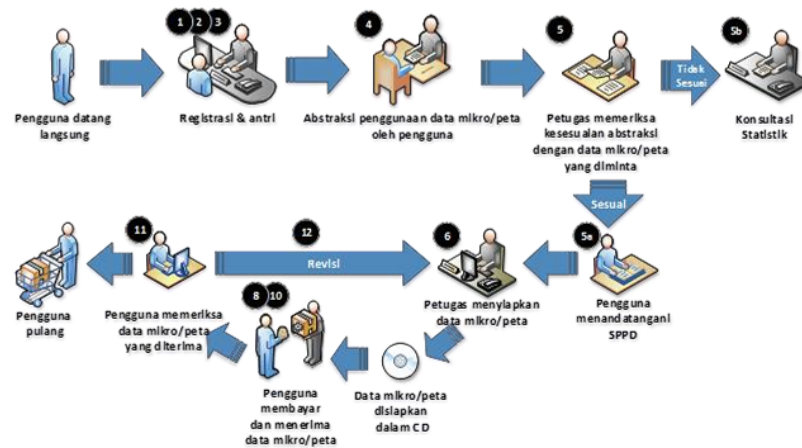 1 2 3
4
5
5b
Pengguna datang
langsung
Registrasi & antri
Abstraksi penggunaan data mikro/peta
oleh pengguna
Petugas memeriksa
kesesuaian abstraksi
dengan data mikro/peta
yang diminta
Tidak
Sesuai
Konsultasi
Statistik
Sesuai
11
12
6
5a
Revisi
Pengguna
pulang
Pengguna memeriksa
data mikro/peta
yang diterima
8 10
Petugas menyiapkan
data mikro/peta
Pengguna
menandatangani
SPPD
Pengguna
membayar
dan menerima
data mikro/peta
Data mikro/peta
disiapkan
dalam CD